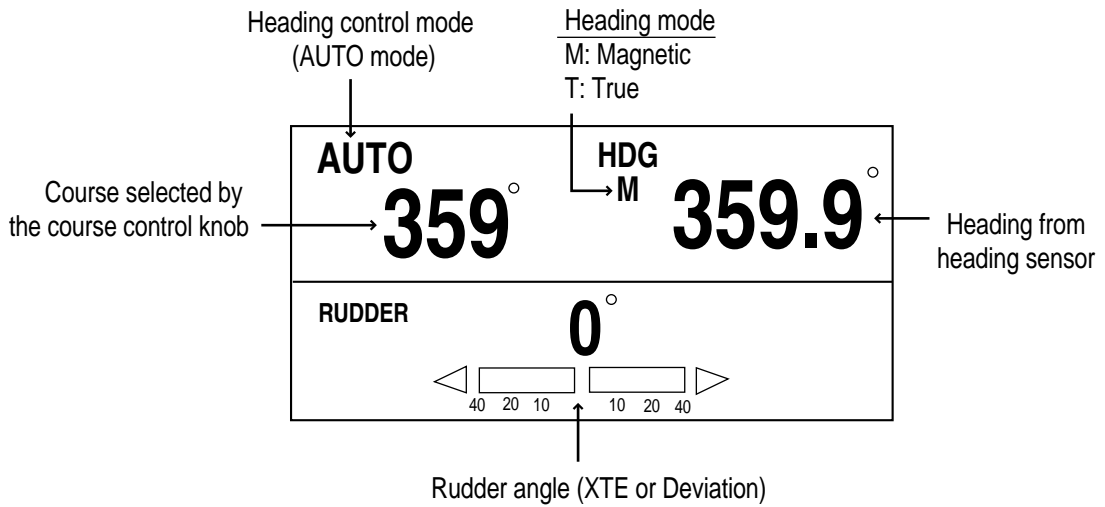 Heading control mode
(AUTO mode)
Heading mode
M: Magnetic
T: True
AUTO
HDG
M
Course selected by
the course control knob
359°
359.9°
Heading from
heading sensor
RUDDER
0°
40 20 10 10 20 40
Rudder angle (XTE or Deviation)